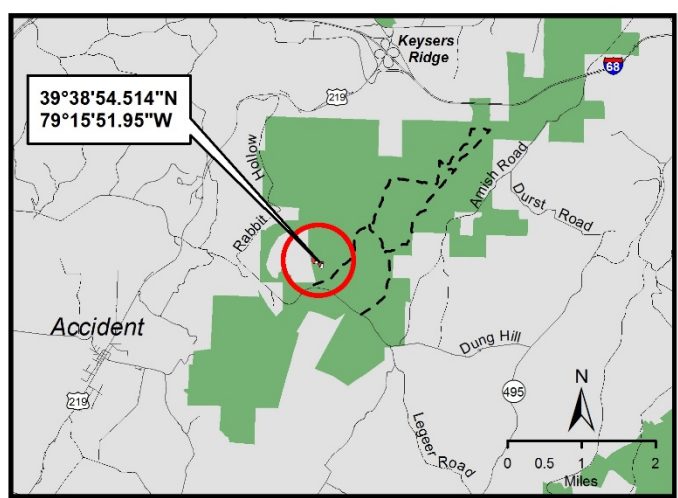 Keysers
Ridge
68
39°38'54.514"N
79°15'51.95"W
219
Rabbit Hollow
Amish Road
Durst Road
Accident
Dung Hill
219
495
Legeer Road
N
0 0.5 1 2
Miles